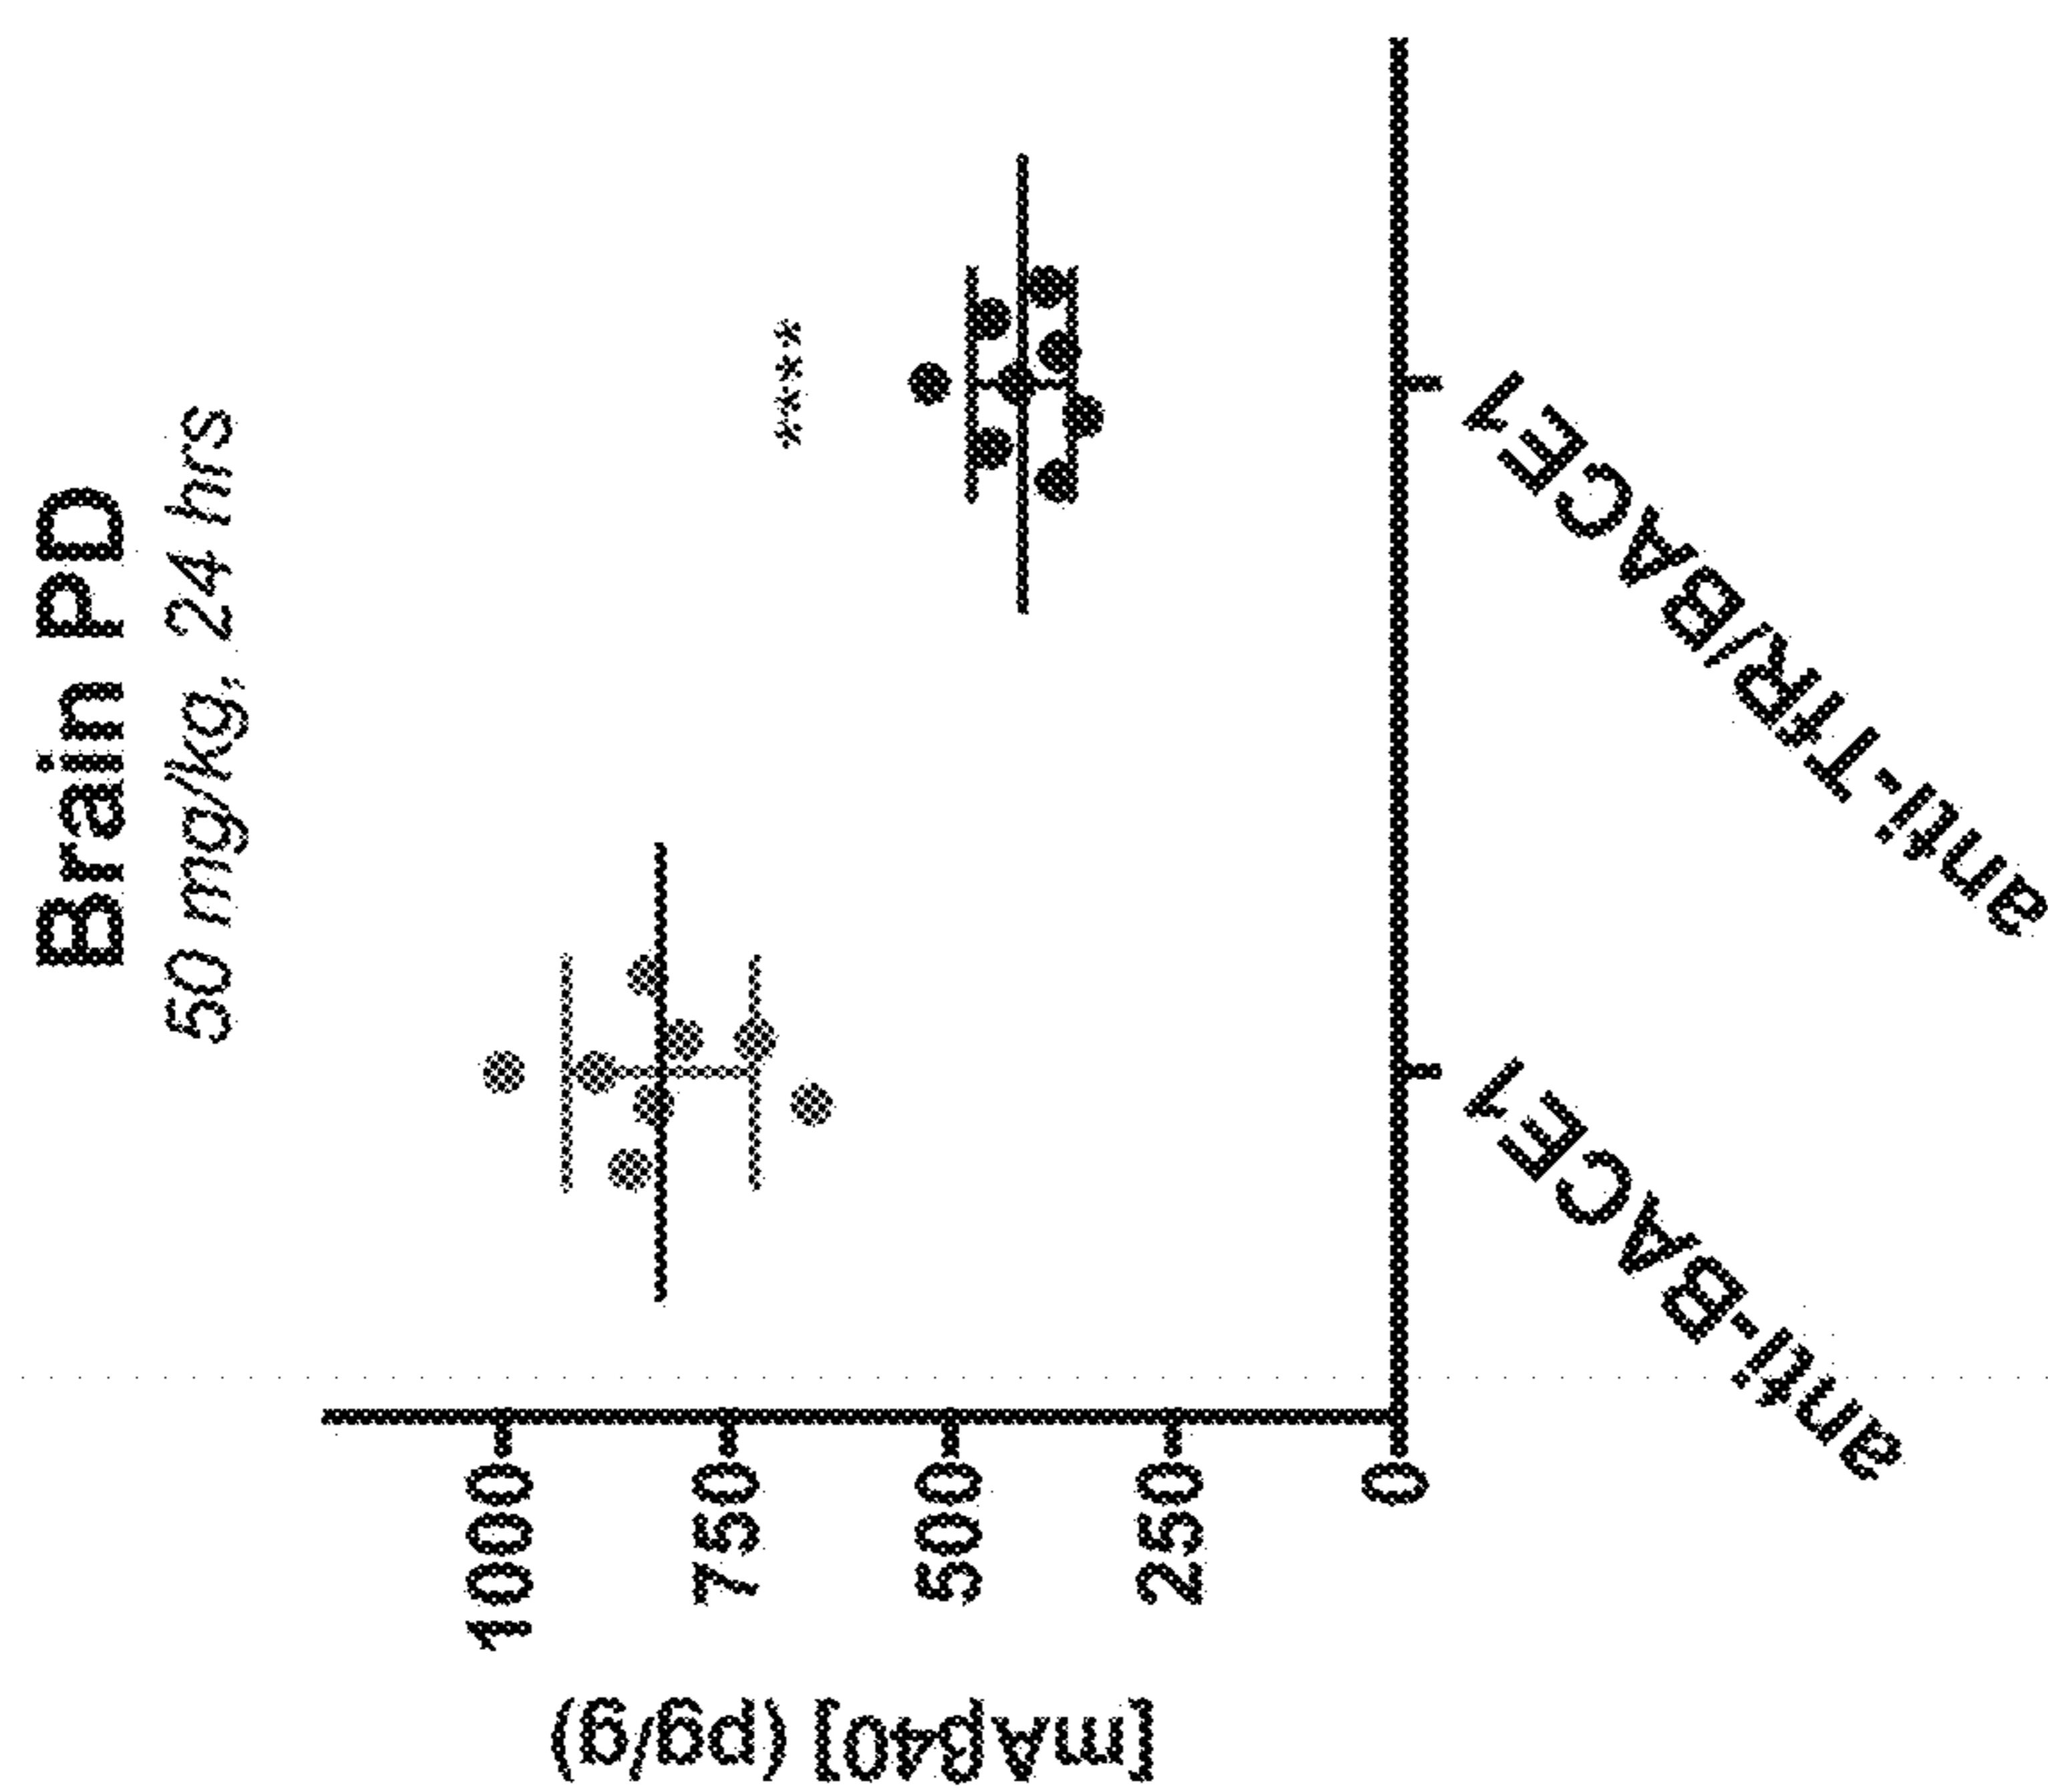 Brain PD
50 mg/kg, 24 hrs
[mAβ40] (pg/g)
1000
750
500
250
0
****
anti-BACE1
anti-TfR/BACE1